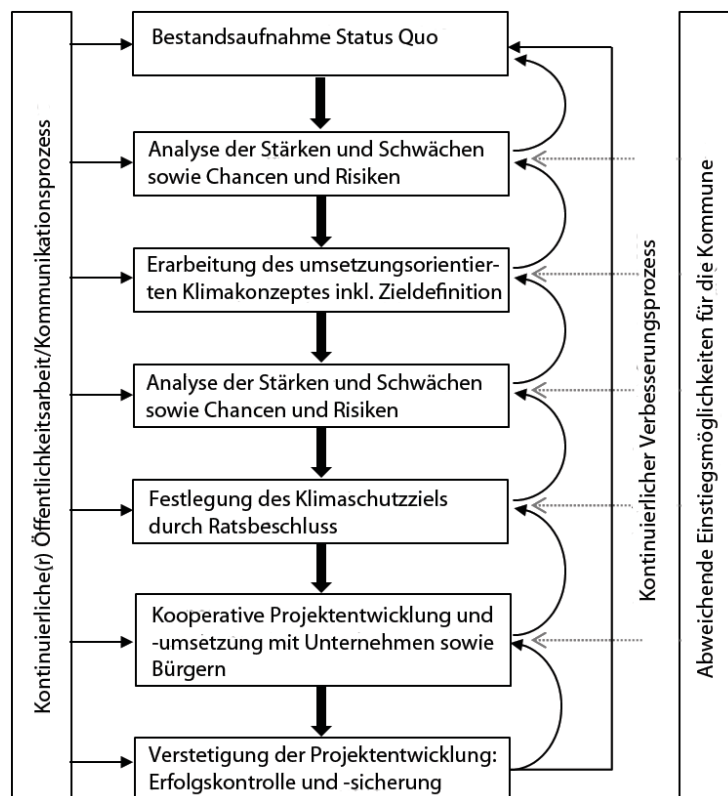 Kontinuierliche(r) Öffentlichkeitsarbeit/Kommunikationsprozess
Bestandsaufnahme Status Quo
Analyse der Stärken und Schwächen
sowie Chancen und Risiken
Erarbeitung des umsetzungsorientier-
ten Klimakonzeptes inkl. Zieldefinition
Analyse der Stärken und Schwächen
sowie Chancen und Risiken
Festlegung des Klimaschutzziels
durch Ratsbeschluss
Kooperative Projektentwicklung und
-umsetzung mit Unternehmen sowie
Bürgern
Verstetigung der Projektentwicklung:
Erfolgskontrolle und -sicherung
Kontinuierlicher Verbesserungsprozess
Abweichende Einstiegsmöglichkeiten für die Kommune